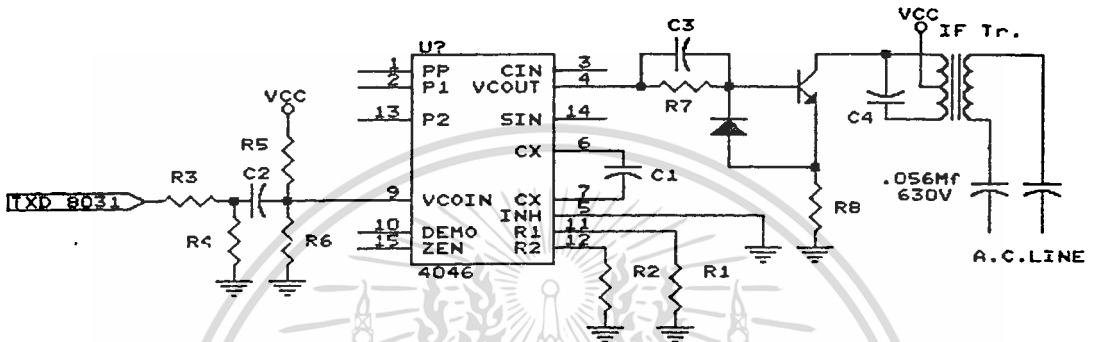 VCC
IF Tr.
U?
C3
1 PP CIN 3
2 P1 VCOUT 4
R7
VCC
13 P2 SIN 14
C4
R5
CX 6
C1
R3 C2
.056Mf
630V
TXD 8031
9 VCOIN CX 7
INH 5
R8
R4 R6
10 DEMO R1 11
15 ZEN R2 12
4046
R2 R1
A.C.LINE